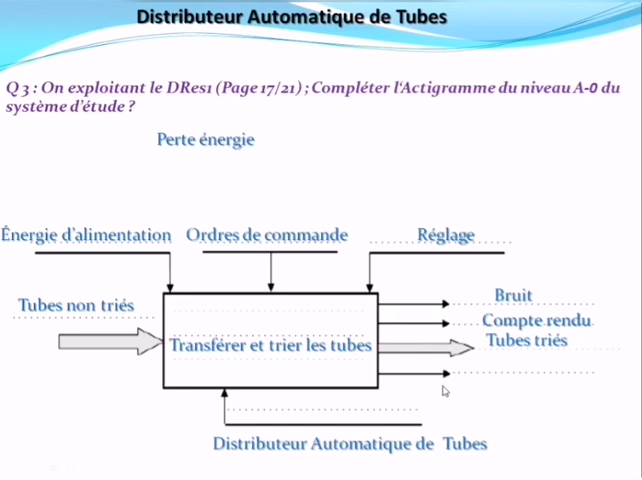 Distributeur Automatique de Tubes
Q 3 : On exploitant le DRes1 (Page 17/21) ; Compléter l'Actigramme du niveau A-0 du
système d'étude ?
Perte énergie
Énergie d'alimentation Ordres de commande Réglage
Tubes non triés
Bruit
Compte rendu
Transférer et trier les tubes
Tubes triés
Distributeur Automatique de Tubes